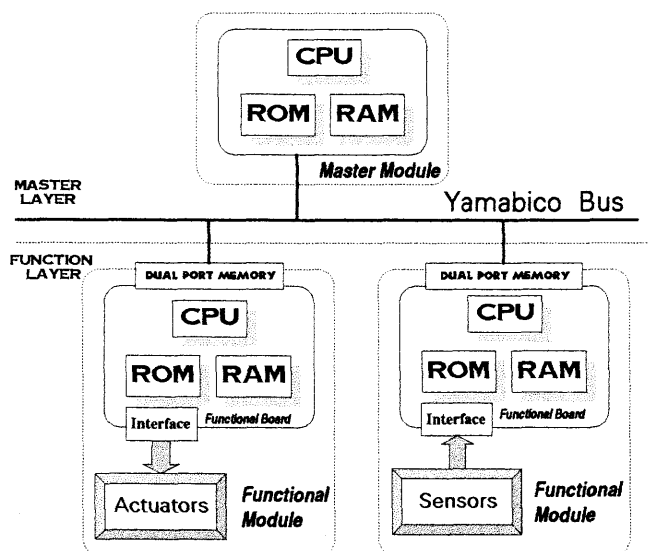 CPU
ROM RAM
Master Module
MASTER
LAYER
Yamabico Bus
FUNCTION
LAYER
DUAL PORT MEMORY
CPU
ROM RAM
Interface
Functional Board
Actuators
Functional
Module
DUAL PORT MEMORY
CPU
ROM RAM
Interface
Functional Board
Sensors
Functional
Module